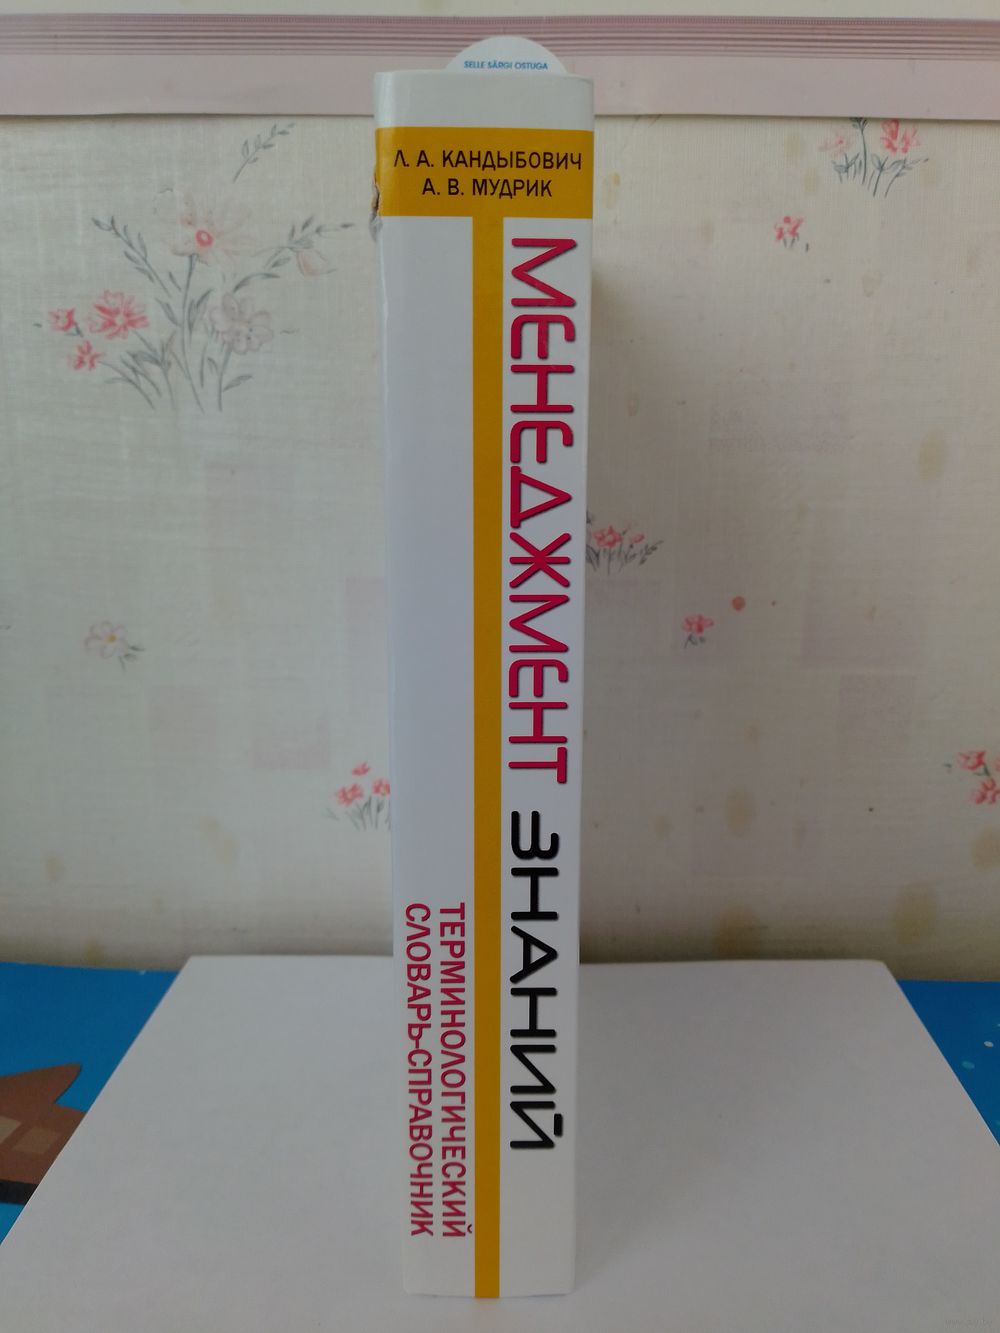 SELLE SÄRGI OSTUGA
Л. А. КАНДЫБОВИЧ
А. В. МУДРИК
МЕНЕДЖМЕНТ ЗНАНИЙ
ТЕРМИНОЛОГИЧЕСКИЙ
СЛОВАРЬ-СПРАВОЧНИК